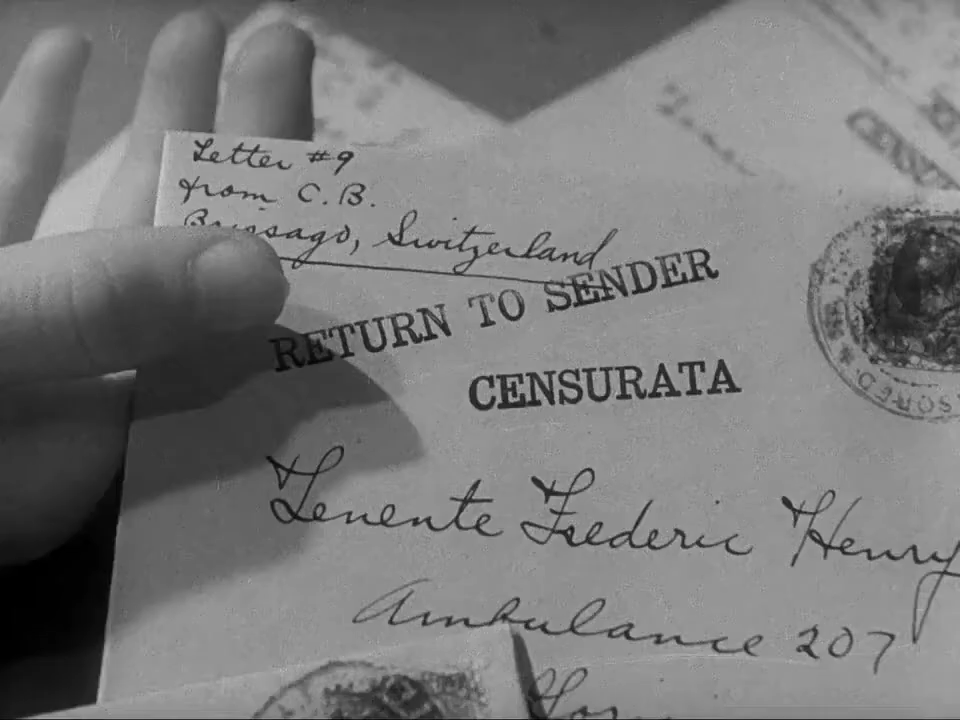 Letter #9
from C. B.
Brissago, Switzerland
RETURN TO SENDER
CENSURATA
Tenente Frederic Henry
Ambulance 207